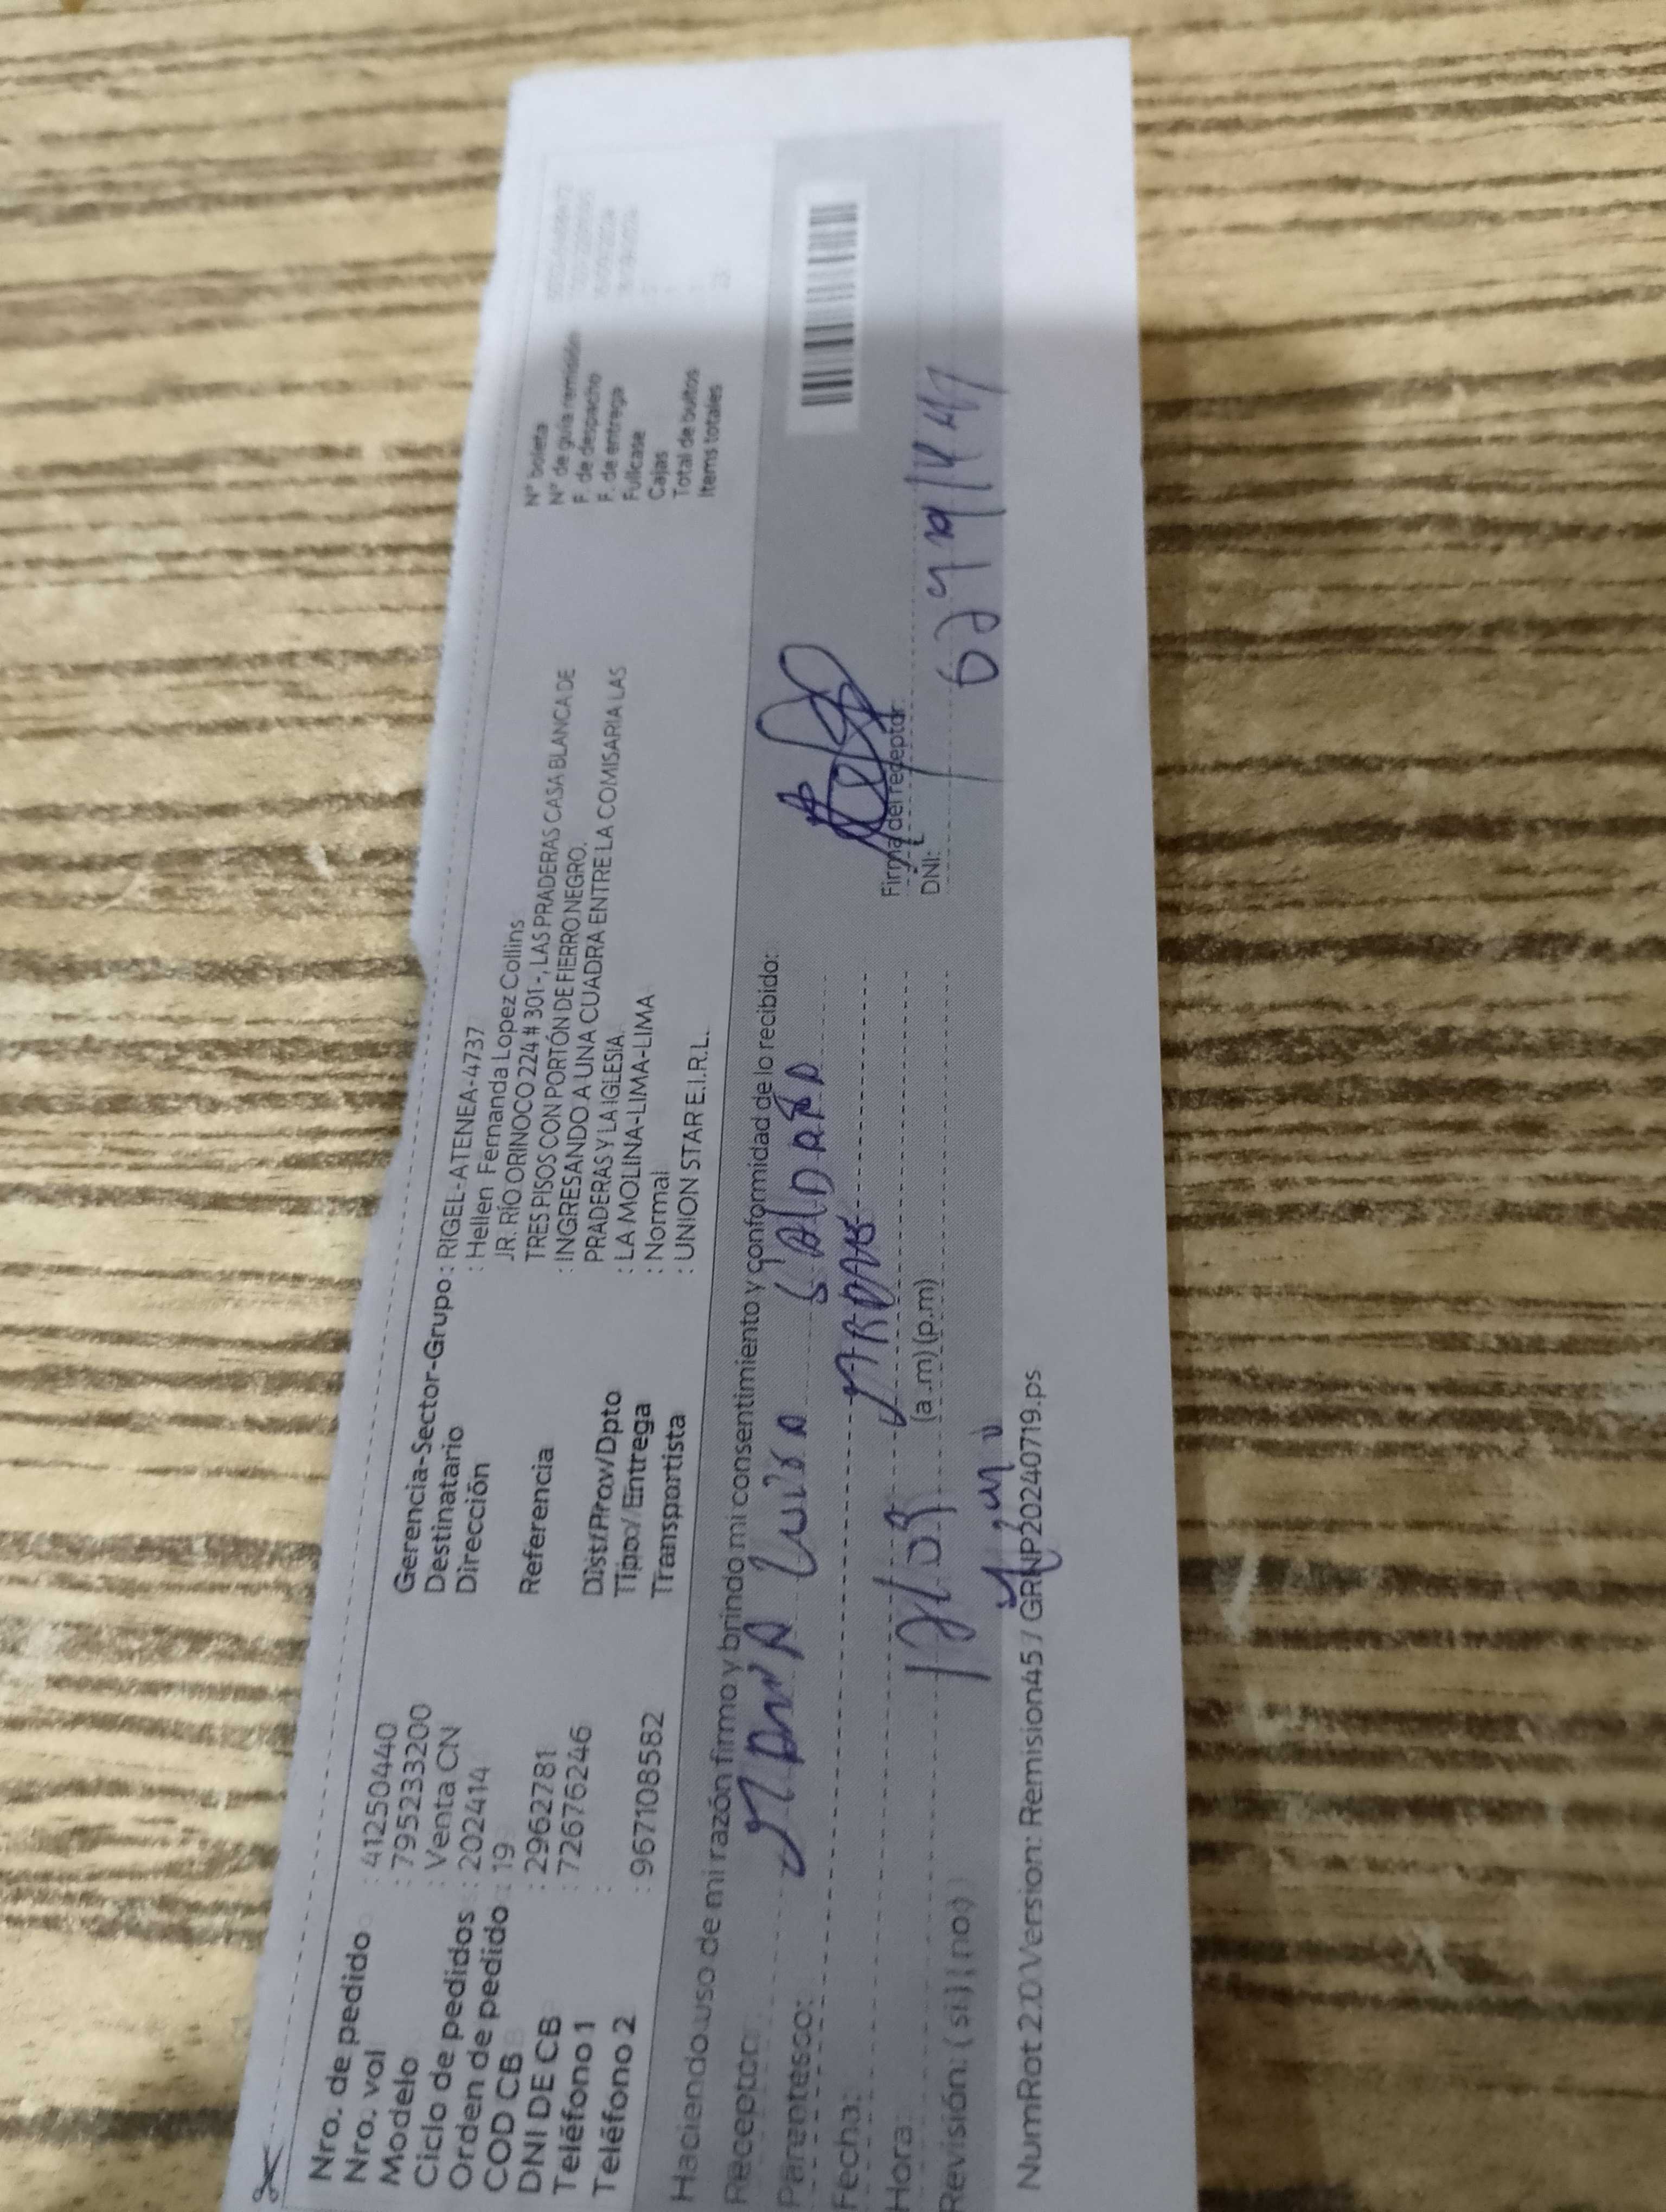 Nro. de pedido : 41250440
Nro. vol : 795233200
Modelo : Venta CN
Ciclo de pedidos : 202414
Orden de pedido : 19
COD CB : 2962781
DNI DE CB : 72676246
Teléfono 1 :
Teléfono 2 : 967108582
Gerencia-Sector-Grupo : RIGEL-ATENEA-4737
Destinatario : Hellen Fernanda Lopez Collins
Dirección JR. RÍO ORINOCO 224 # 301 -, LAS PRADERAS CASA BLANCA DE
TRES PISOS CON PORTÓN DE FIERRO NEGRO.
Referencia : INGRESANDO A UNA CUADRA ENTRE LA COMISARIA LAS
PRADERAS Y LA IGLESIA.
Dist/Prov/Dpto : LA MOLINA-LIMA-LIMA
Tipo/Entrega : Normal
Transportista : UNION STAR E.I.R.L.
N° boleta
N° de guía remisión
F. de despacho
F. de entrega
Fullcase
Cajas
Total de bultos
Items totales
Haciendo uso de mi razón firmo y brindo mi consentimiento y conformidad de lo recibido:
Receptor: Luisa
Parentesco:
Fecha:
Hora: (a.m) (p.m)
Revisión: (si) (no)
Firma del receptor:
DNI:
NumRot 2.0 Version: Remision45 / GRNP20240719.ps